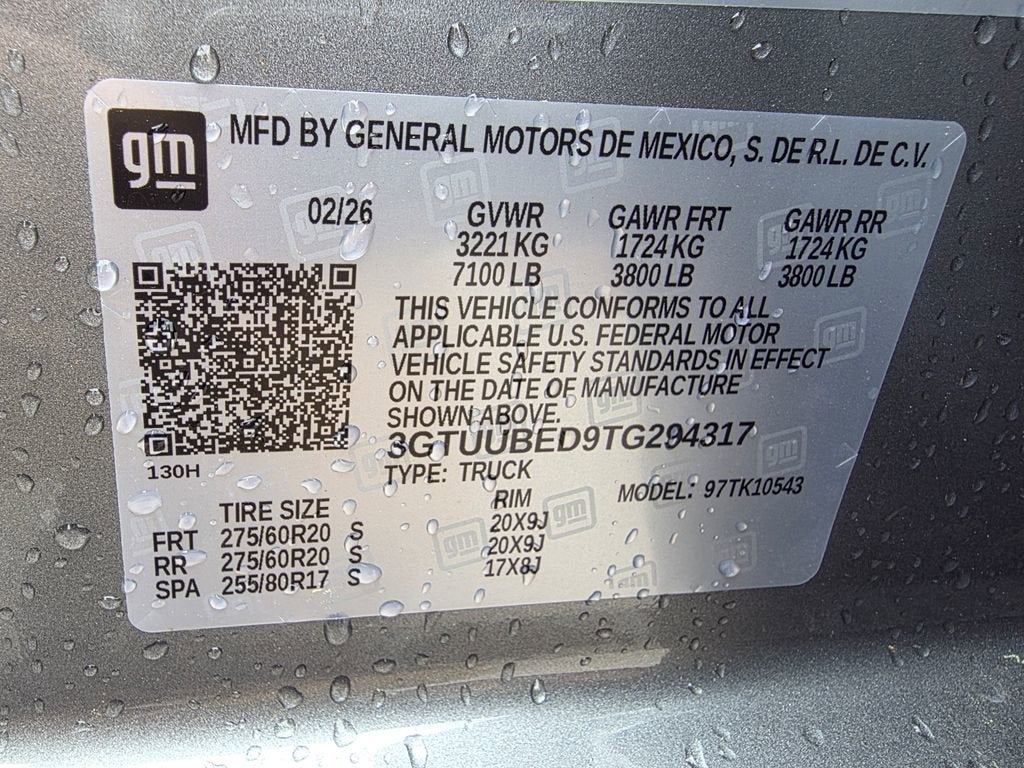 gm MFD BY GENERAL MOTORS DE MEXICO, S. DE R.L. DE C.V.
02/26 GVWR GAWR FRT GAWR RR
3221 KG 1724 KG 1724 KG
7100 LB 3800 LB 3800 LB
THIS VEHICLE CONFORMS TO ALL
APPLICABLE U.S. FEDERAL MOTOR
VEHICLE SAFETY STANDARDS IN EFFECT
ON THE DATE OF MANUFACTURE
SHOWN ABOVE.
3GTUUBED9TG294317
130H TYPE: TRUCK MODEL: 97TK10543
TIRE SIZE RIM
FRT 275/60R20 S 20X9J
RR 275/60R20 S 20X9J
SPA 255/80R17 S 17X8J